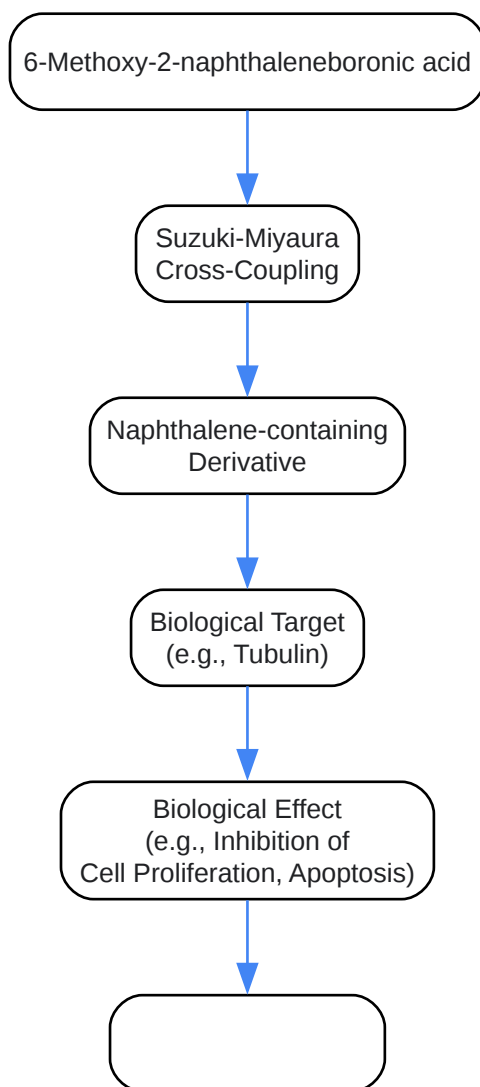 6-Methoxy-2-naphthaleneboronic acid
Suzuki-Miyaura
Cross-Coupling
Naphthalene-containing
Derivative
Biological Target
(e.g., Tubulin)
Biological Effect
(e.g., Inhibition of
Cell Proliferation, Apoptosis)